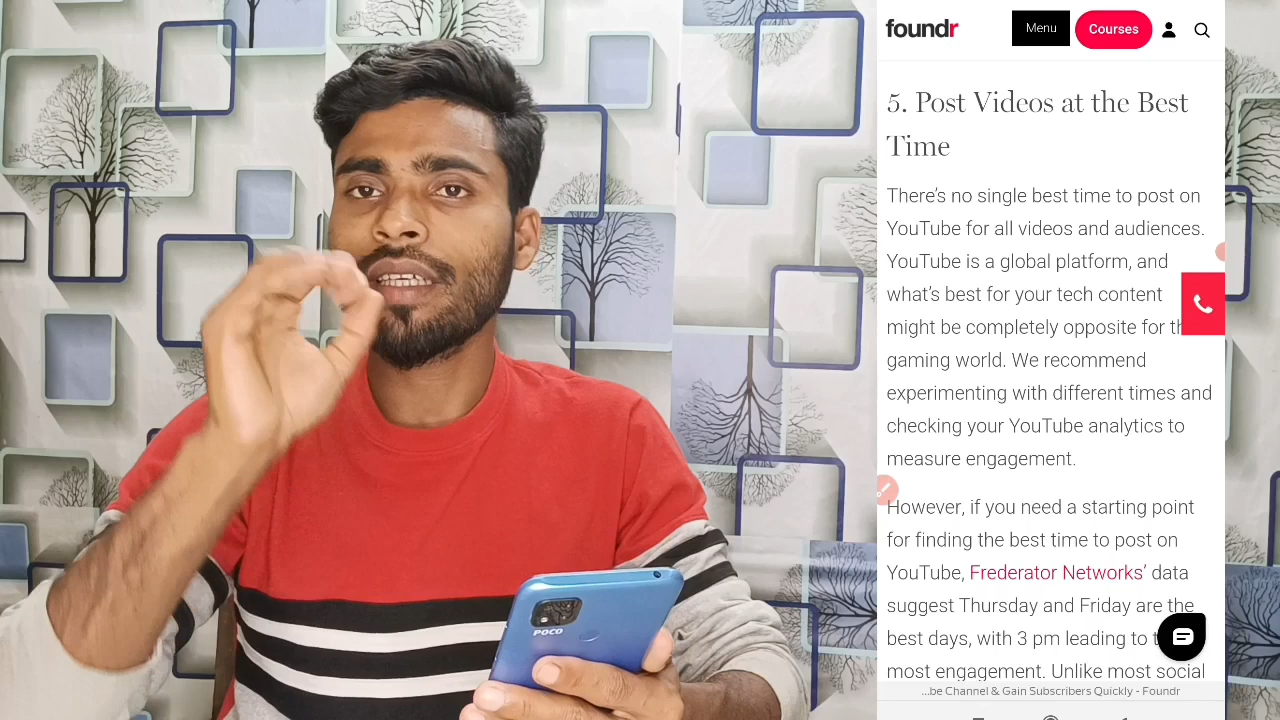 foundr
Menu
Courses
5. Post Videos at the Best
Time
There's no single best time to post on
YouTube for all videos and audiences.
YouTube is a global platform, and
what's best for your tech content
might be completely opposite for
gaming world. We recommend
experimenting with different times and
checking your YouTube analytics to
measure engagement.
However, if you need a starting point
for finding the best time to post on
YouTube, Frederator Networks' data
suggest Thursday and Friday are the
best days, with 3 pm leading to
most engagement. Unlike most social
...be Channel & Gain Subscribers Quickly - Foundr
POCO